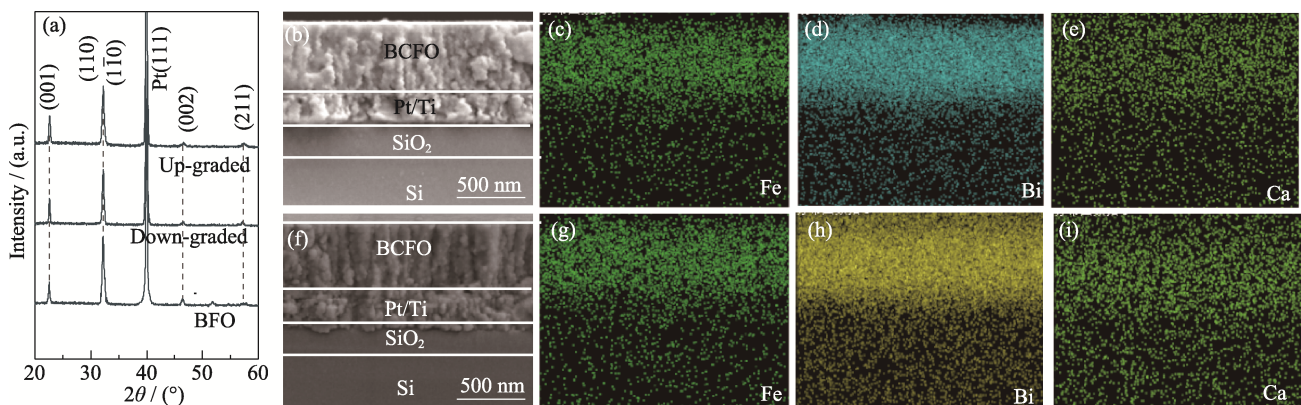 (a)
Intensity / (a.u.)
(001)
(110)
(1̄10)
Pt(111)
(002)
(211)
Up-graded
Down-graded
BFO
20 30 40 50 60
2θ / (°)
(b)
BCFO
Pt/Ti
SiO₂
Si
500 nm
(c)
Fe
(d)
Bi
(e)
Ca
(f)
BCFO
Pt/Ti
SiO₂
Si
500 nm
(g)
Fe
(h)
Bi
(i)
Ca